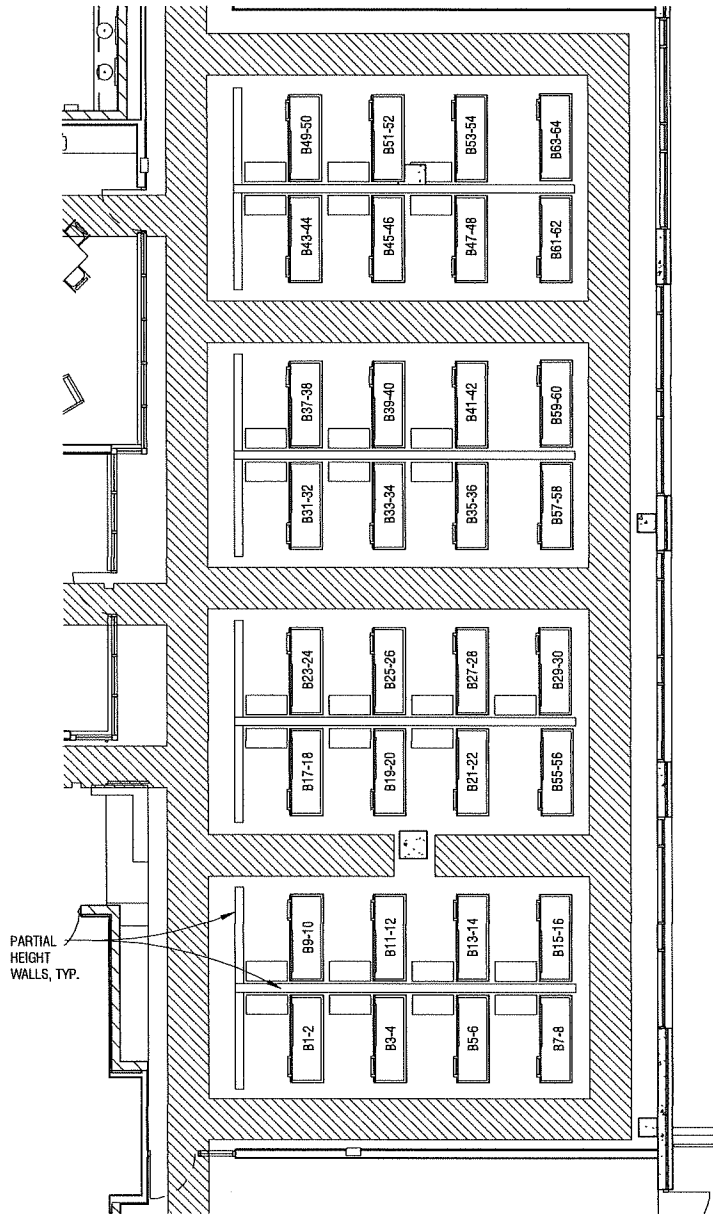 B49-50
B51-52
B53-54
B63-64
B43-44
B45-46
B47-48
B61-62
B37-38
B39-40
B41-42
B59-60
B31-32
B33-34
B35-36
B57-58
B23-24
B25-26
B27-28
B29-30
B17-18
B19-20
B21-22
B55-56
B9-10
B11-12
B13-14
B15-16
PARTIAL
HEIGHT
WALLS, TYP.
B1-2
B3-4
B5-6
B7-8